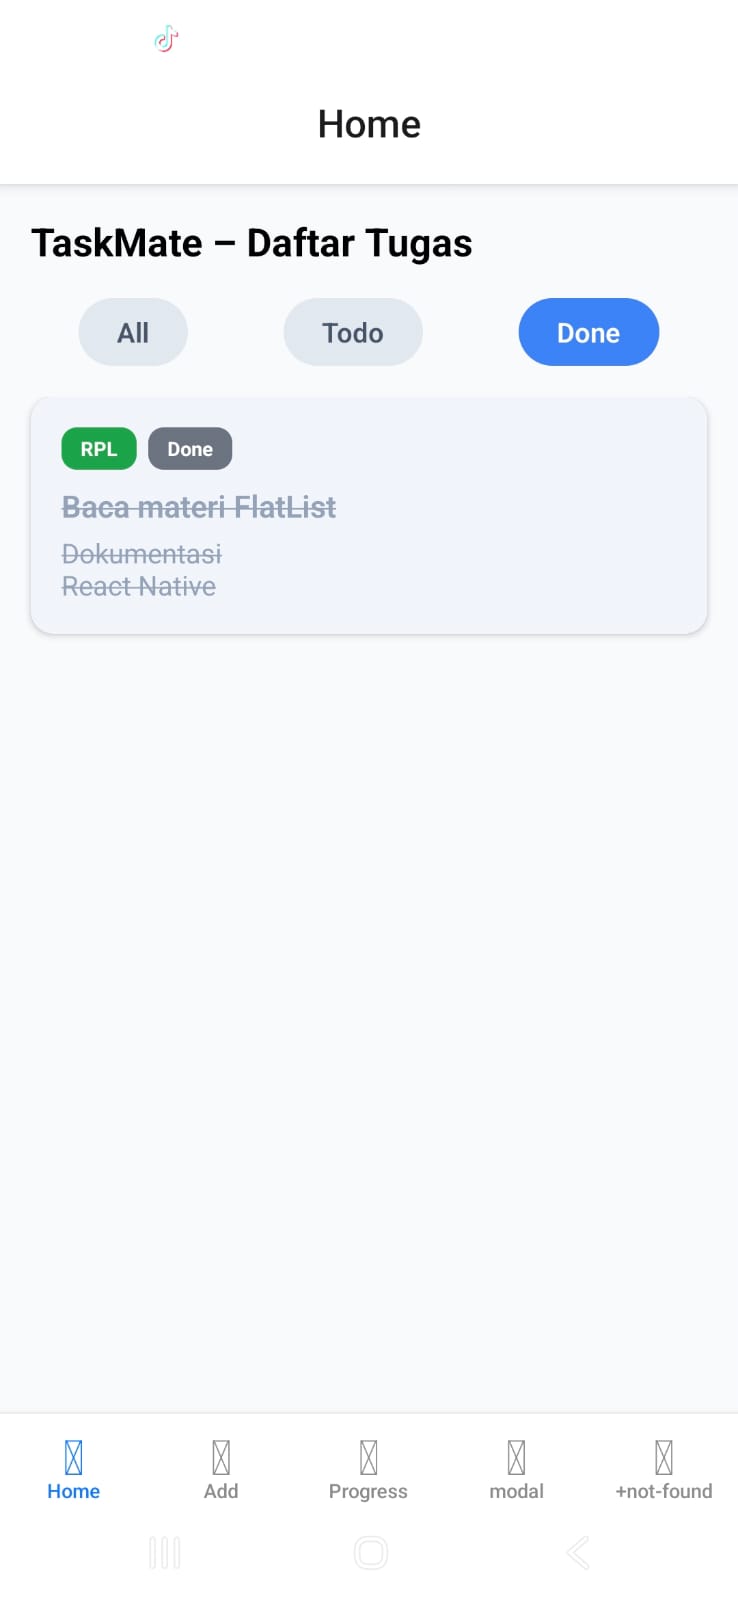 Home
TaskMate – Daftar Tugas
All
Todo
Done
RPL
Done
Baca materi FlatList
Dokumentasi
React Native
Home
Add
Progress
modal
+not-found